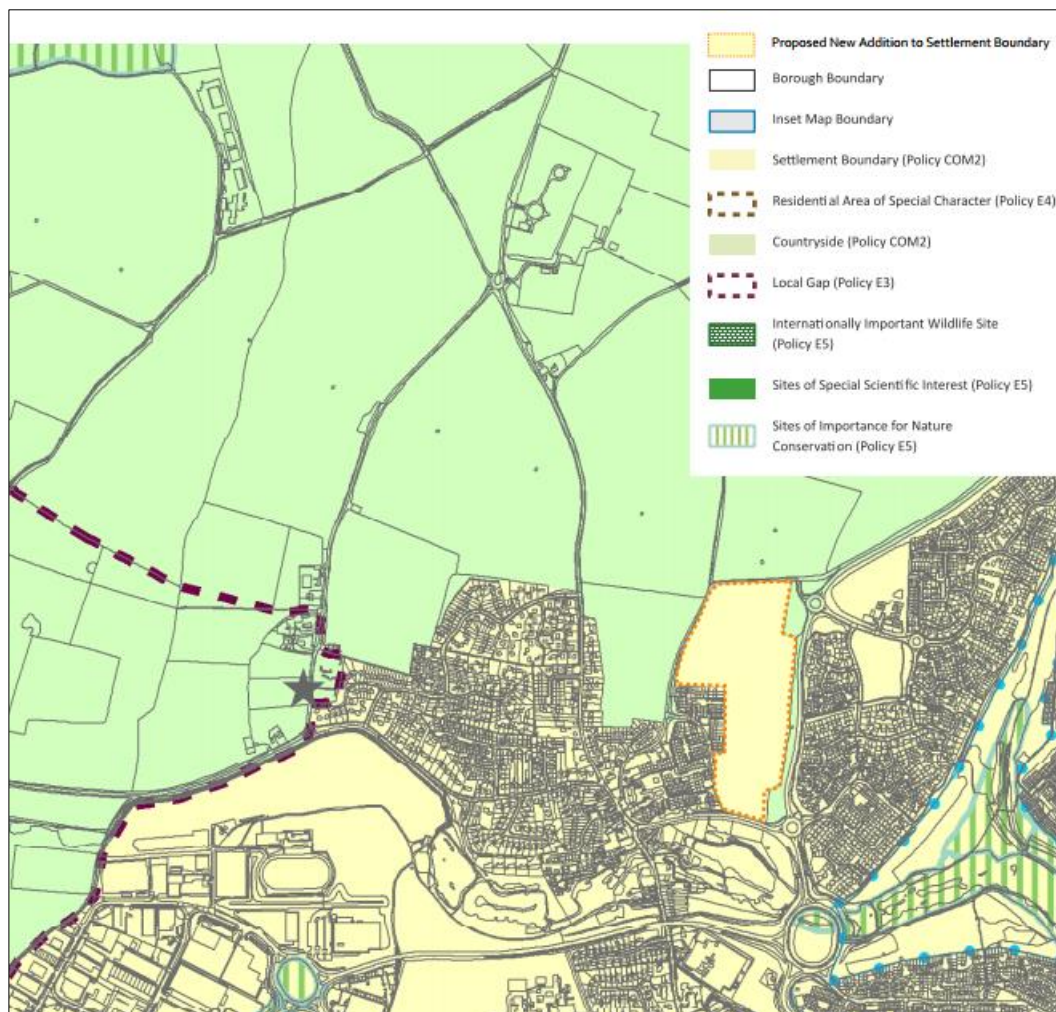 Proposed New Addition to Settlement Boundary
Borough Boundary
Inset Map Boundary
Settlement Boundary (Policy COM2)
Residential Area of Special Character (Policy E4)
Countryside (Policy COM2)
Local Gap (Policy E3)
Internationally Important Wildlife Site
(Policy E5)
Sites of Special Scientific Interest (Policy E5)
Sites of Importance for Nature
Conservation (Policy E5)